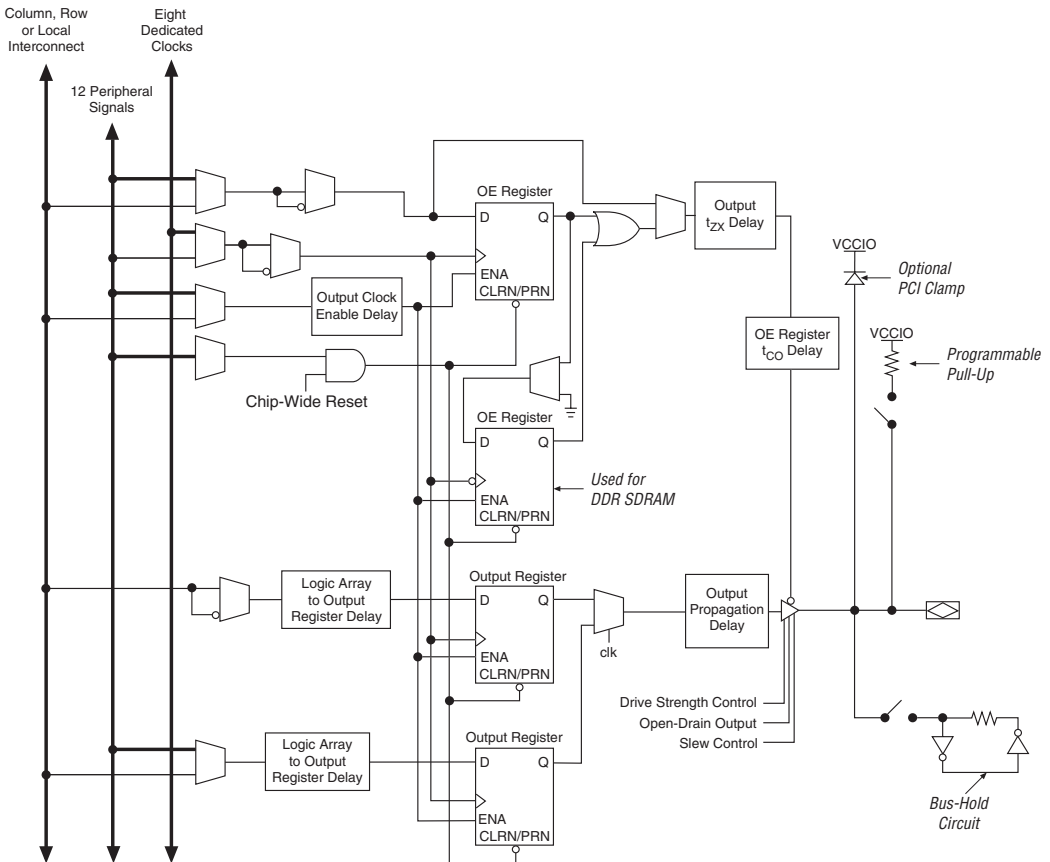 Column, Row
or Local
Interconnect
Eight
Dedicated
Clocks
12 Peripheral
Signals
OE Register
D
Q
ENA
CLRN/PRN
Output
tZX Delay
VCCIO
Optional
PCI Clamp
Output Clock
Enable Delay
OE Register
tCO Delay
VCCIO
Programmable
Pull-Up
Chip-Wide Reset
OE Register
D
Q
ENA
CLRN/PRN
Used for
DDR SDRAM
Logic Array
to Output
Register Delay
Output Register
D
Q
ENA
CLRN/PRN
clk
Output
Propagation
Delay
Drive Strength Control
Open-Drain Output
Slew Control
Logic Array
to Output
Register Delay
Output Register
D
Q
ENA
CLRN/PRN
Bus-Hold
Circuit